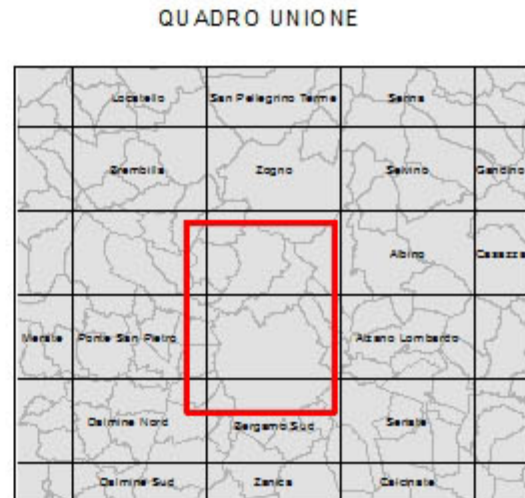 QUADRO UNIONE
Locatello San Pellegrino Terme Serina
Brembilla Zogno Selvino Gandino
Albino Casazza
Merate Ponte San Pietro Alzano Lombardo
Dalmine Nord Bergamo Sud Seriate
Dalmine Sud Zanica Calcinate